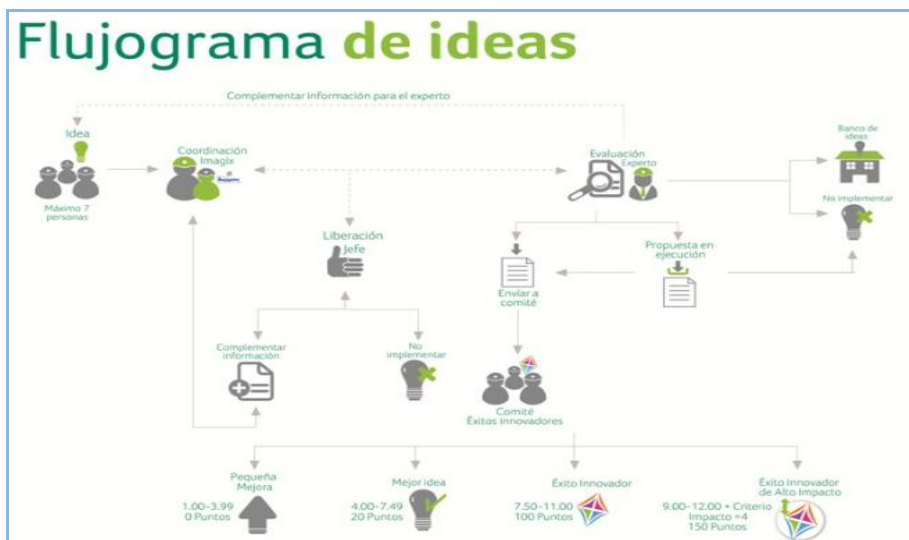 Flujograma de ideas
Complementar información para el experto
Idea
Máximo 7
personas
Coordinación
Imagix
Evaluación
Experto
Banco de
ideas
No implementar
Liberación
Jefe
Propuesta en
ejecución
Envíar a
comité
Complementar
información
No
implementar
Comité
Éxitos innovadores
Pequeña
Mejora
1.00-3.99
0 Puntos
Mejor idea
4.00-7.49
20 Puntos
Éxito Innovador
7.50-11.00
100 Puntos
Éxito Innovador
de Alto Impacto
9.00-12.00 + Criterio
Impacto =4
150 Puntos